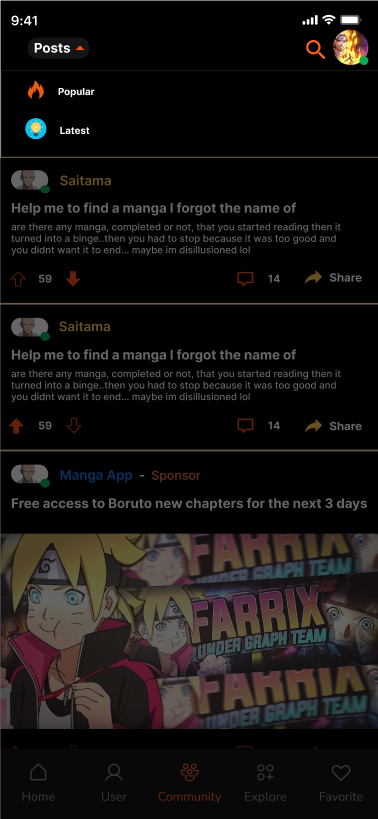 9:41
Posts
Popular
Latest
Saitama
Help me to find a manga I forgot the name of
are there any manga, completed or not, that you started reading then it
turned into a binge..then you had to stop because it was too good and
you didnt want it to end... maybe im disillusioned lol
59 14 Share
Saitama
Help me to find a manga I forgot the name of
are there any manga, completed or not, that you started reading then it
turned into a binge..then you had to stop because it was too good and
you didnt want it to end... maybe im disillusioned lol
59 14 Share
Manga App - Sponsor
Free access to Boruto new chapters for the next 3 days
FARRIX
UNDER GRAPH TEAM
FARRIX
UNDER GRAPH TEAM
FARRIX
Home User Community Explore Favorite